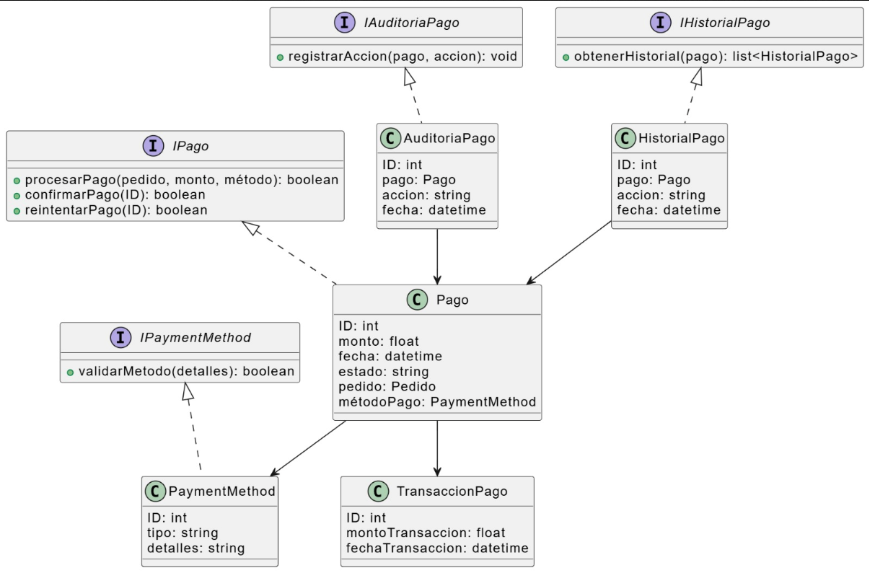 I IAuditoriaPago
registrarAccion(pago, accion): void
I IHistorialPago
obtenerHistorial(pago): list<HistorialPago>
I IPago
procesarPago(pedido, monto, método): boolean
confirmarPago(ID): boolean
reintentarPago(ID): boolean
C AuditoriaPago
ID: int
pago: Pago
accion: string
fecha: datetime
C HistorialPago
ID: int
pago: Pago
accion: string
fecha: datetime
I IPaymentMethod
validarMetodo(detalles): boolean
C Pago
ID: int
monto: float
fecha: datetime
estado: string
pedido: Pedido
métodoPago: PaymentMethod
C PaymentMethod
ID: int
tipo: string
detalles: string
C TransaccionPago
ID: int
montoTransaccion: float
fechaTransaccion: datetime